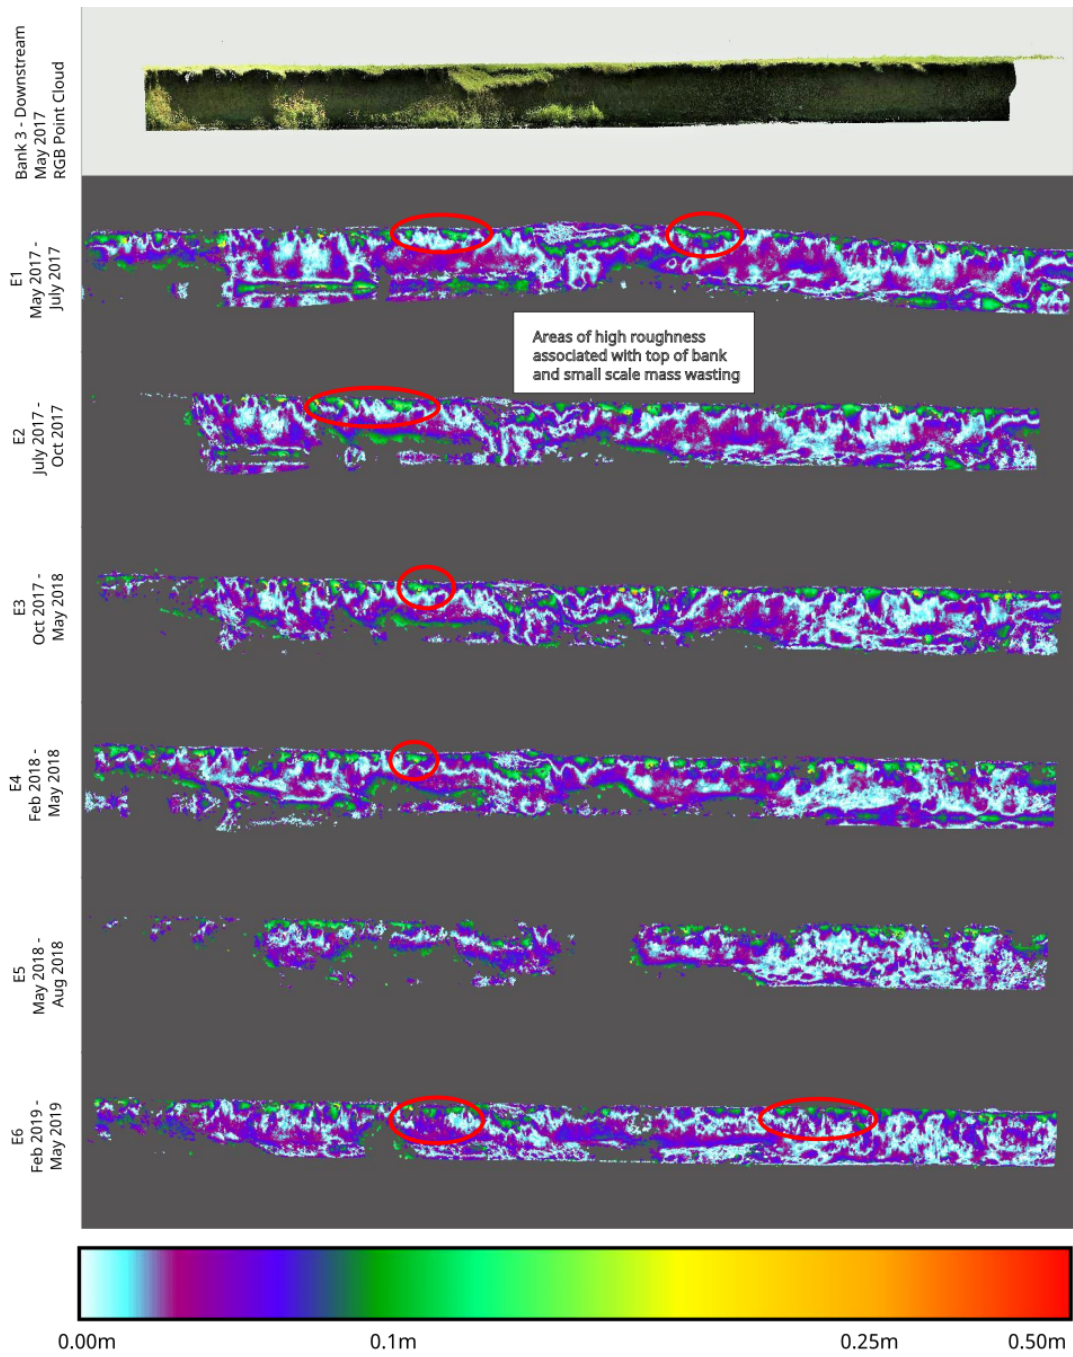 Bank 3 - Downstream
May 2017
RGB Point Cloud
E1
May 2017 -
July 2017
Areas of high roughness
associated with top of bank
and small scale mass wasting
E2
July 2017 -
Oct 2017
E3
Oct 2017 -
May 2018
E4
Feb 2018 -
May 2018
E5
May 2018 -
Aug 2018
E6
Feb 2019 -
May 2019
0.00m 0.1m 0.25m 0.50m